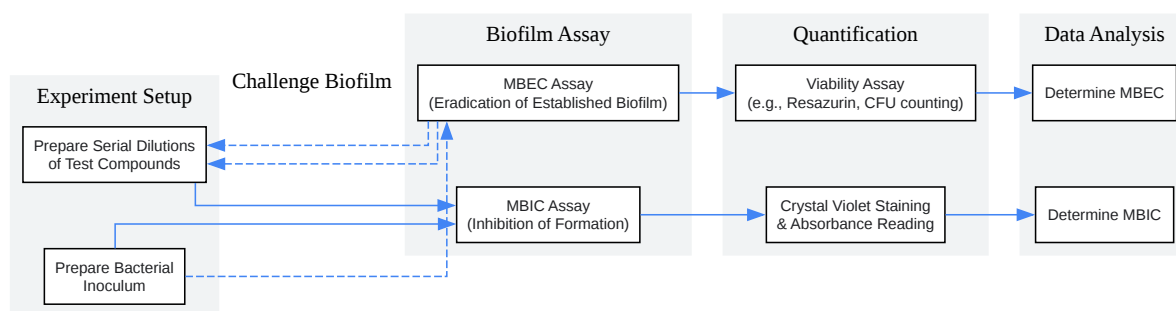 Experiment Setup
Prepare Serial Dilutions
of Test Compounds
Prepare Bacterial
Inoculum
Challenge Biofilm
Biofilm Assay
MBEC Assay
(Eradication of Established Biofilm)
MBIC Assay
(Inhibition of Formation)
Quantification
Viability Assay
(e.g., Resazurin, CFU counting)
Crystal Violet Staining
& Absorbance Reading
Data Analysis
Determine MBEC
Determine MBIC